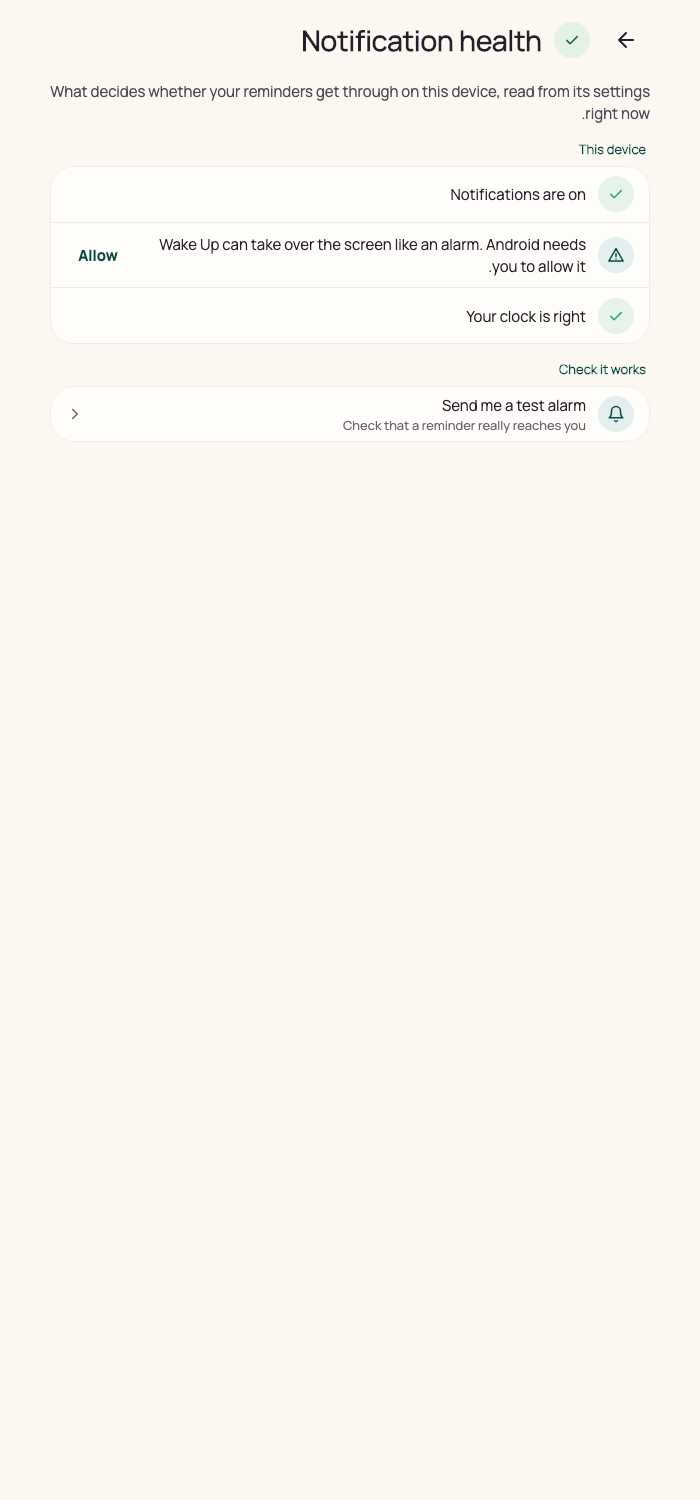 Notification health
What decides whether your reminders get through on this device, read from its settings
.right now
This device
Notifications are on
Wake Up can take over the screen like an alarm. Android needs
.you to allow it
Allow
Your clock is right
Check it works
Send me a test alarm
Check that a reminder really reaches you